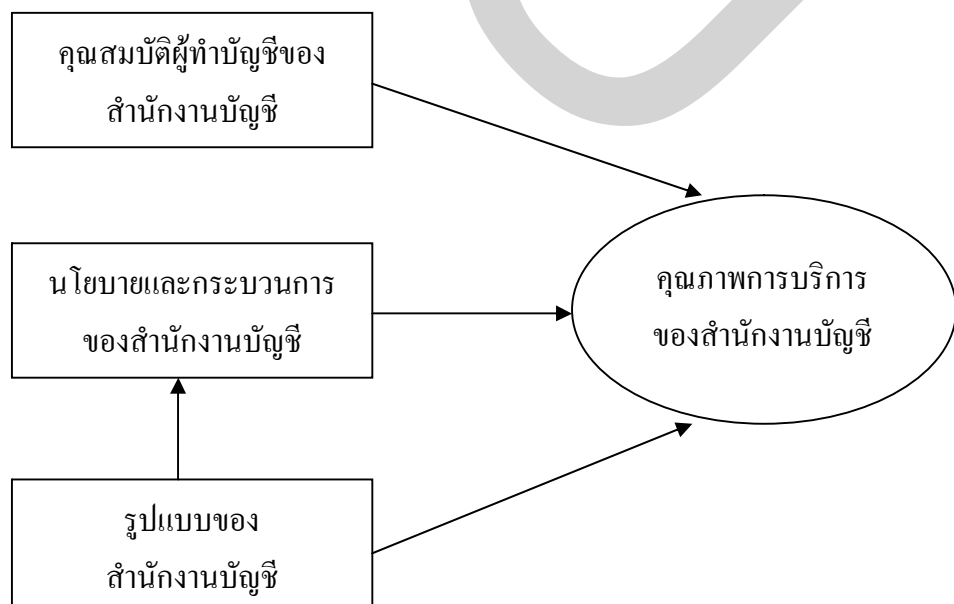 คุณสมบัติผู้ทำบัญชีของ
สำนักงานบัญชี
นโยบายและกระบวนการ
ของสำนักงานบัญชี
คุณภาพการบริการ
ของสำนักงานบัญชี
รูปแบบของ
สำนักงานบัญชี